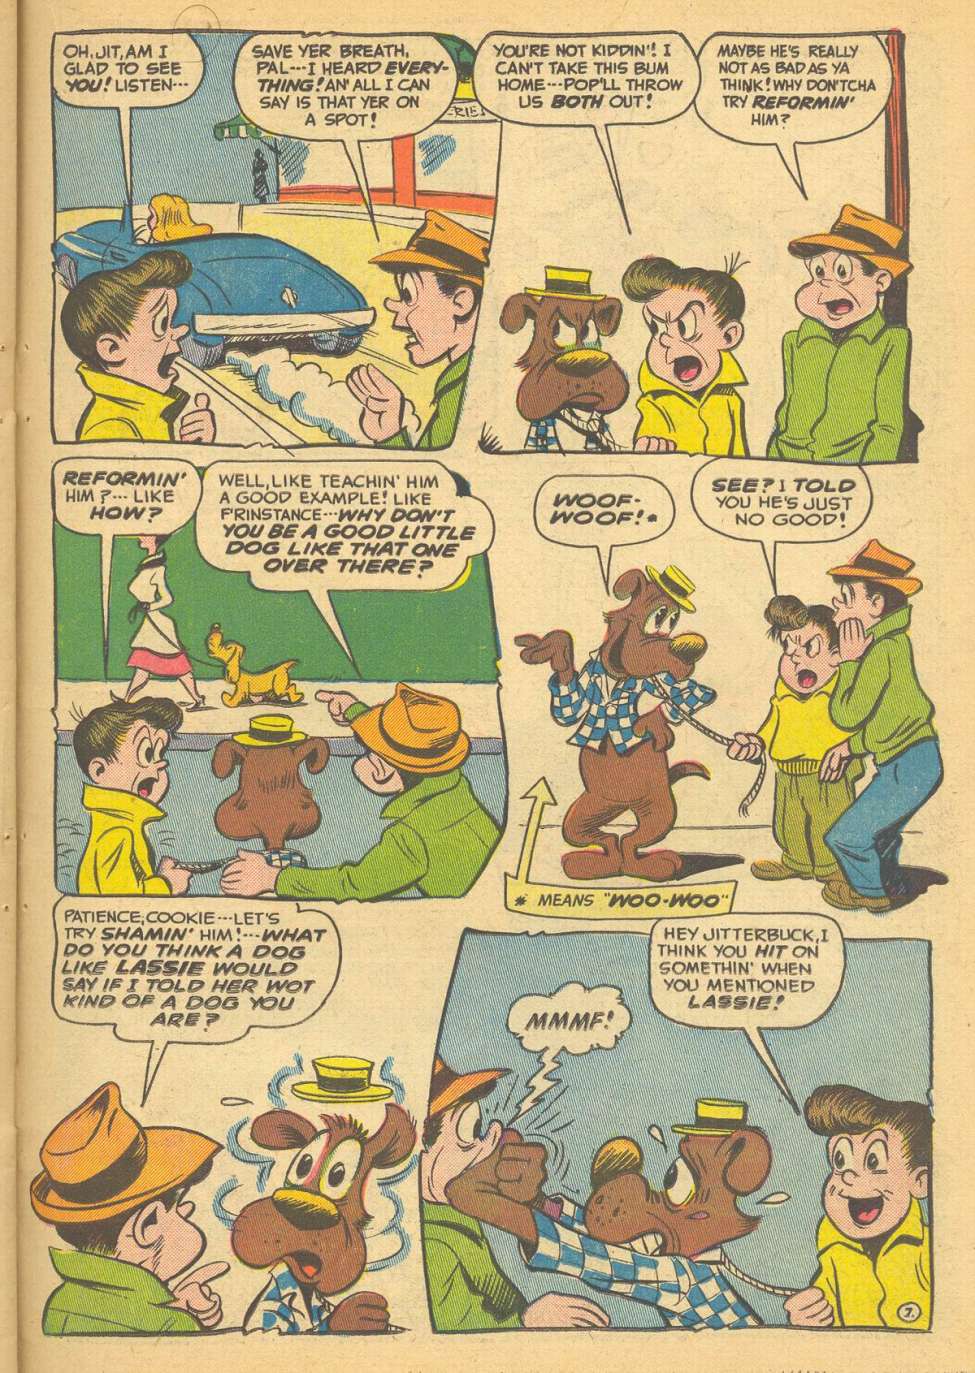 OH, JIT, AM I
GLAD TO SEE
YOU! LISTEN---
SAVE YER BREATH,
PAL---I HEARD EVERY-
THING! AN' ALL I CAN
SAY IS THAT YER ON
A SPOT!
-RIES
YOU'RE NOT KIDDIN'! I
CAN'T TAKE THIS BUM
HOME---POP'LL THROW
US BOTH OUT!
MAYBE HE'S REALLY
NOT AS BAD AS YA
THINK! WHY DON'TCHA
TRY REFORMIN'
HIM?
REFORMIN'
HIM?---LIKE
HOW?
WELL, LIKE TEACHIN' HIM
A GOOD EXAMPLE! LIKE
F'RINSTANCE---WHY DON'T
YOU BE A GOOD LITTLE
DOG LIKE THAT ONE
OVER THERE?
WOOF-
WOOF!*
SEE? I TOLD
YOU HE'S JUST
NO GOOD!
* MEANS "WOO-WOO"
PATIENCE, COOKIE---LET'S
TRY SHAMIN' HIM!---WHAT
DO YOU THINK A DOG
LIKE LASSIE WOULD
SAY IF I TOLD HER WOT
KIND OF A DOG YOU
ARE?
MMMF!
HEY JITTERBUCK, I
THINK YOU HIT ON
SOMETHIN' WHEN
YOU MENTIONED
LASSIE!
7.